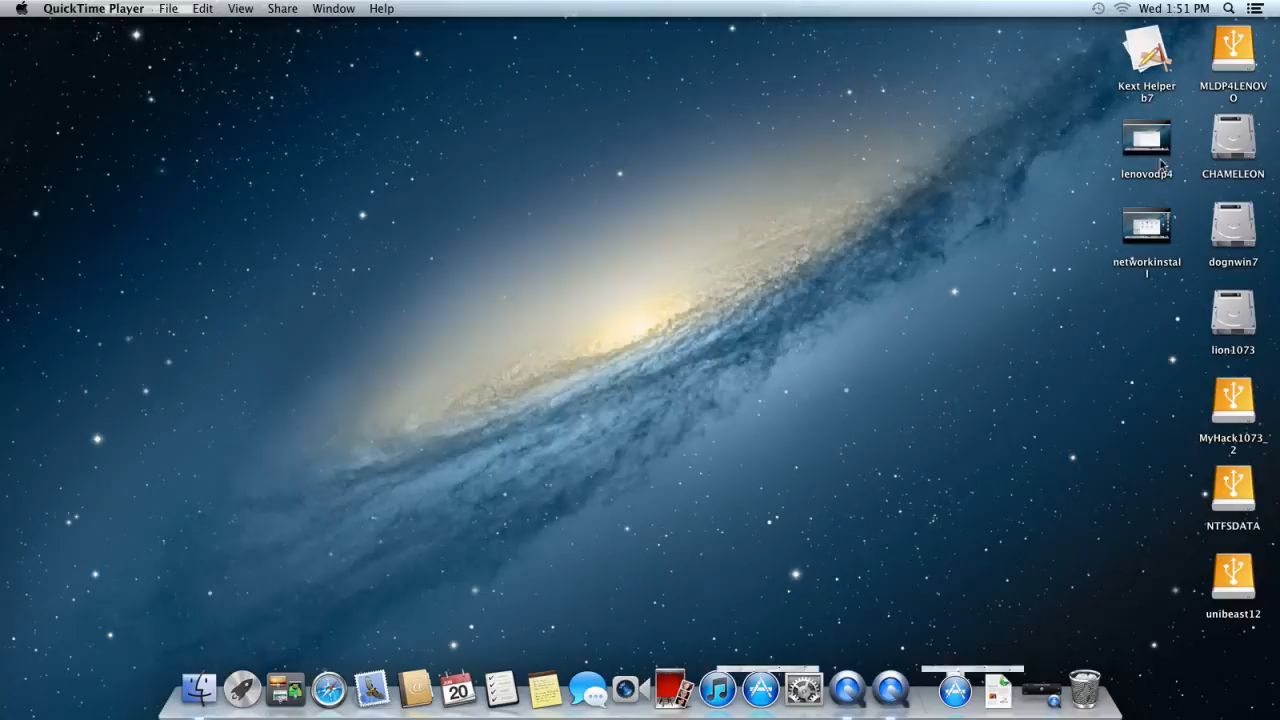 QuickTime Player File Edit View Share Window Help Wed 1:51 PM
Kext Helper
b7
MLDP4LENOV
O
lenovodp4
CHAMELEON
networkinstal
l
dognwin7
lion1073
MyHack1073_
2
NTFSDATA
unibeast12
20